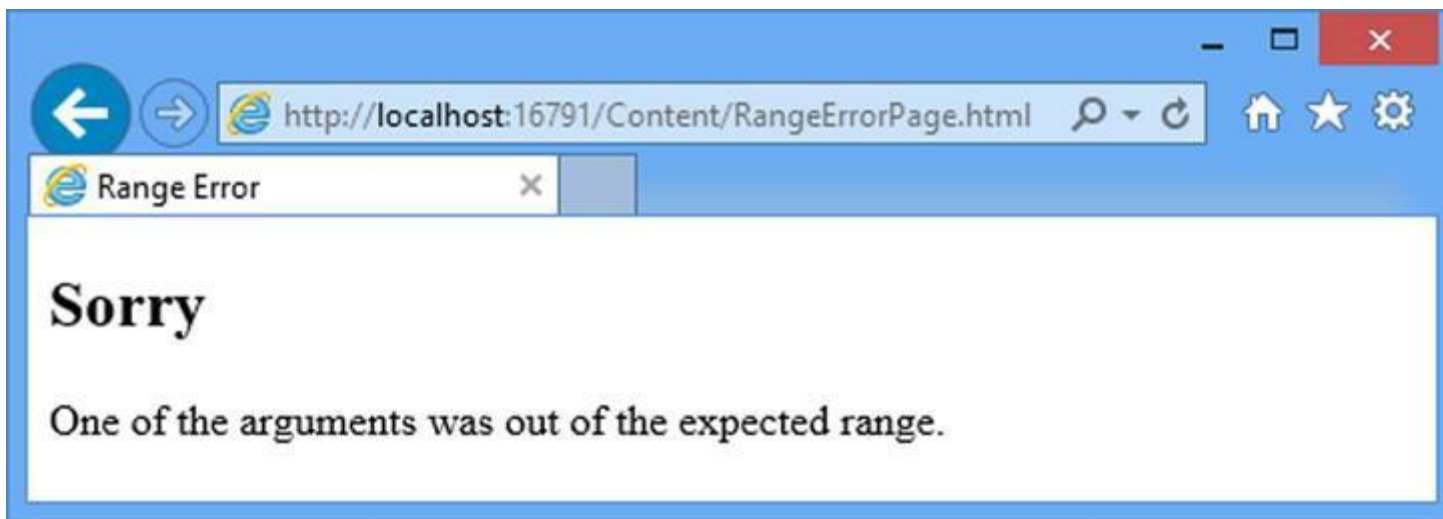 http://localhost:16791/Content/RangeErrorPage.html
Range Error
Sorry
One of the arguments was out of the expected range.